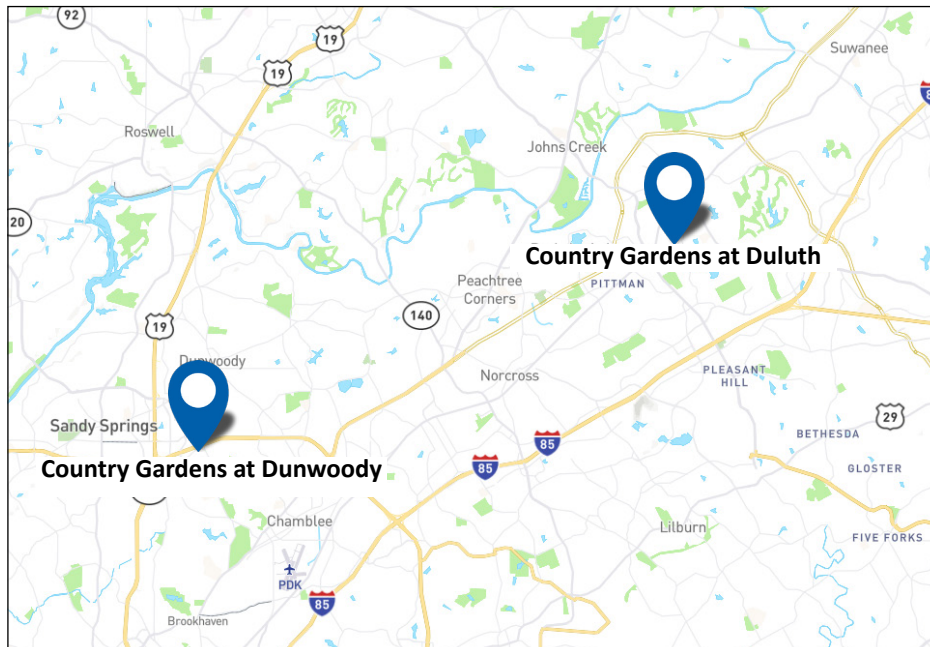 92
19
Suwanee
19
Roswell
Johns Creek
20
Country Gardens at Duluth
Peachtree
Corners
PITTMAN
140
19
Dunwoody
PLEASANT
HILL
Norcross
29
Sandy Springs
BETHESDA
85
Country Gardens at Dunwoody
85
GLOSTER
Chamblee
Lilburn
FIVE FORKS
PDK
85
Brookhaven